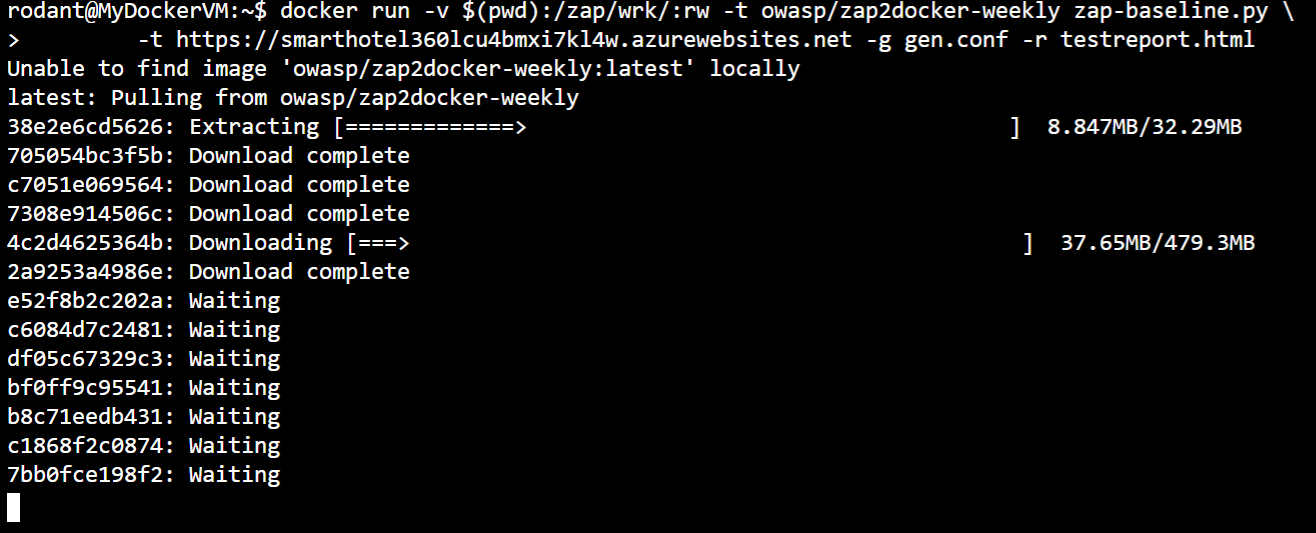 rodant@MyDockerVM:~$ docker run -v $(pwd):/zap/wrk/:rw -t owasp/zap2docker-weekly zap-baseline.py \
>         -t https://smarthotel360lcu4bmxi7kl4w.azurewebsites.net -g gen.conf -r testreport.html
Unable to find image 'owasp/zap2docker-weekly:latest' locally
latest: Pulling from owasp/zap2docker-weekly
38e2e6cd5626: Extracting [=============>                                     ]  8.847MB/32.29MB
705054bc3f5b: Download complete
c7051e069564: Download complete
7308e914506c: Download complete
4c2d4625364b: Downloading [===>                                               ]  37.65MB/479.3MB
2a9253a4986e: Download complete
e52f8b2c202a: Waiting
c6084d7c2481: Waiting
df05c67329c3: Waiting
bf0ff9c95541: Waiting
b8c71eedb431: Waiting
c1868f2c0874: Waiting
7bb0fce198f2: Waiting